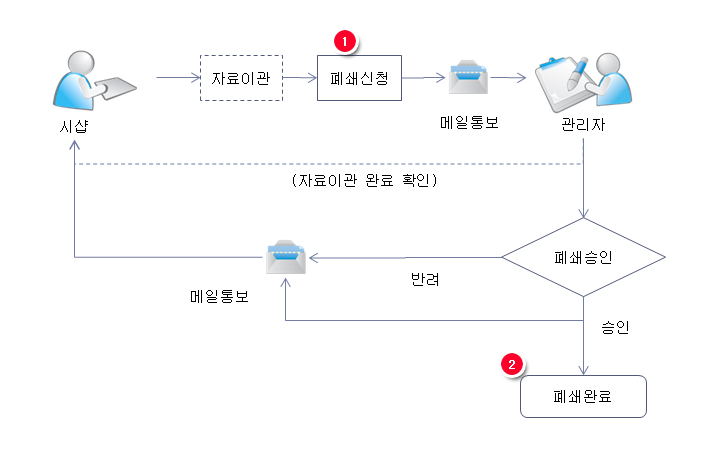 1
자료이관
폐쇄신청
시샵
메일통보
관리자
(자료이관 완료 확인)
폐쇄승인
반려
메일통보
승인
2
폐쇄완료